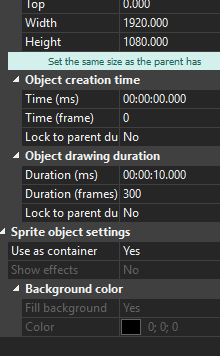 Top 0.000
Width 1920.000
Height 1080.000
Set the same size as the parent has
Object creation time
Time (ms) 00:00:00.000
Time (frame) 0
Lock to parent du No
Object drawing duration
Duration (ms) 00:00:10.000
Duration (frames) 300
Lock to parent du No
Sprite object settings
Use as container Yes
Show effects No
Background color
Fill background Yes
Color 0; 0; 0